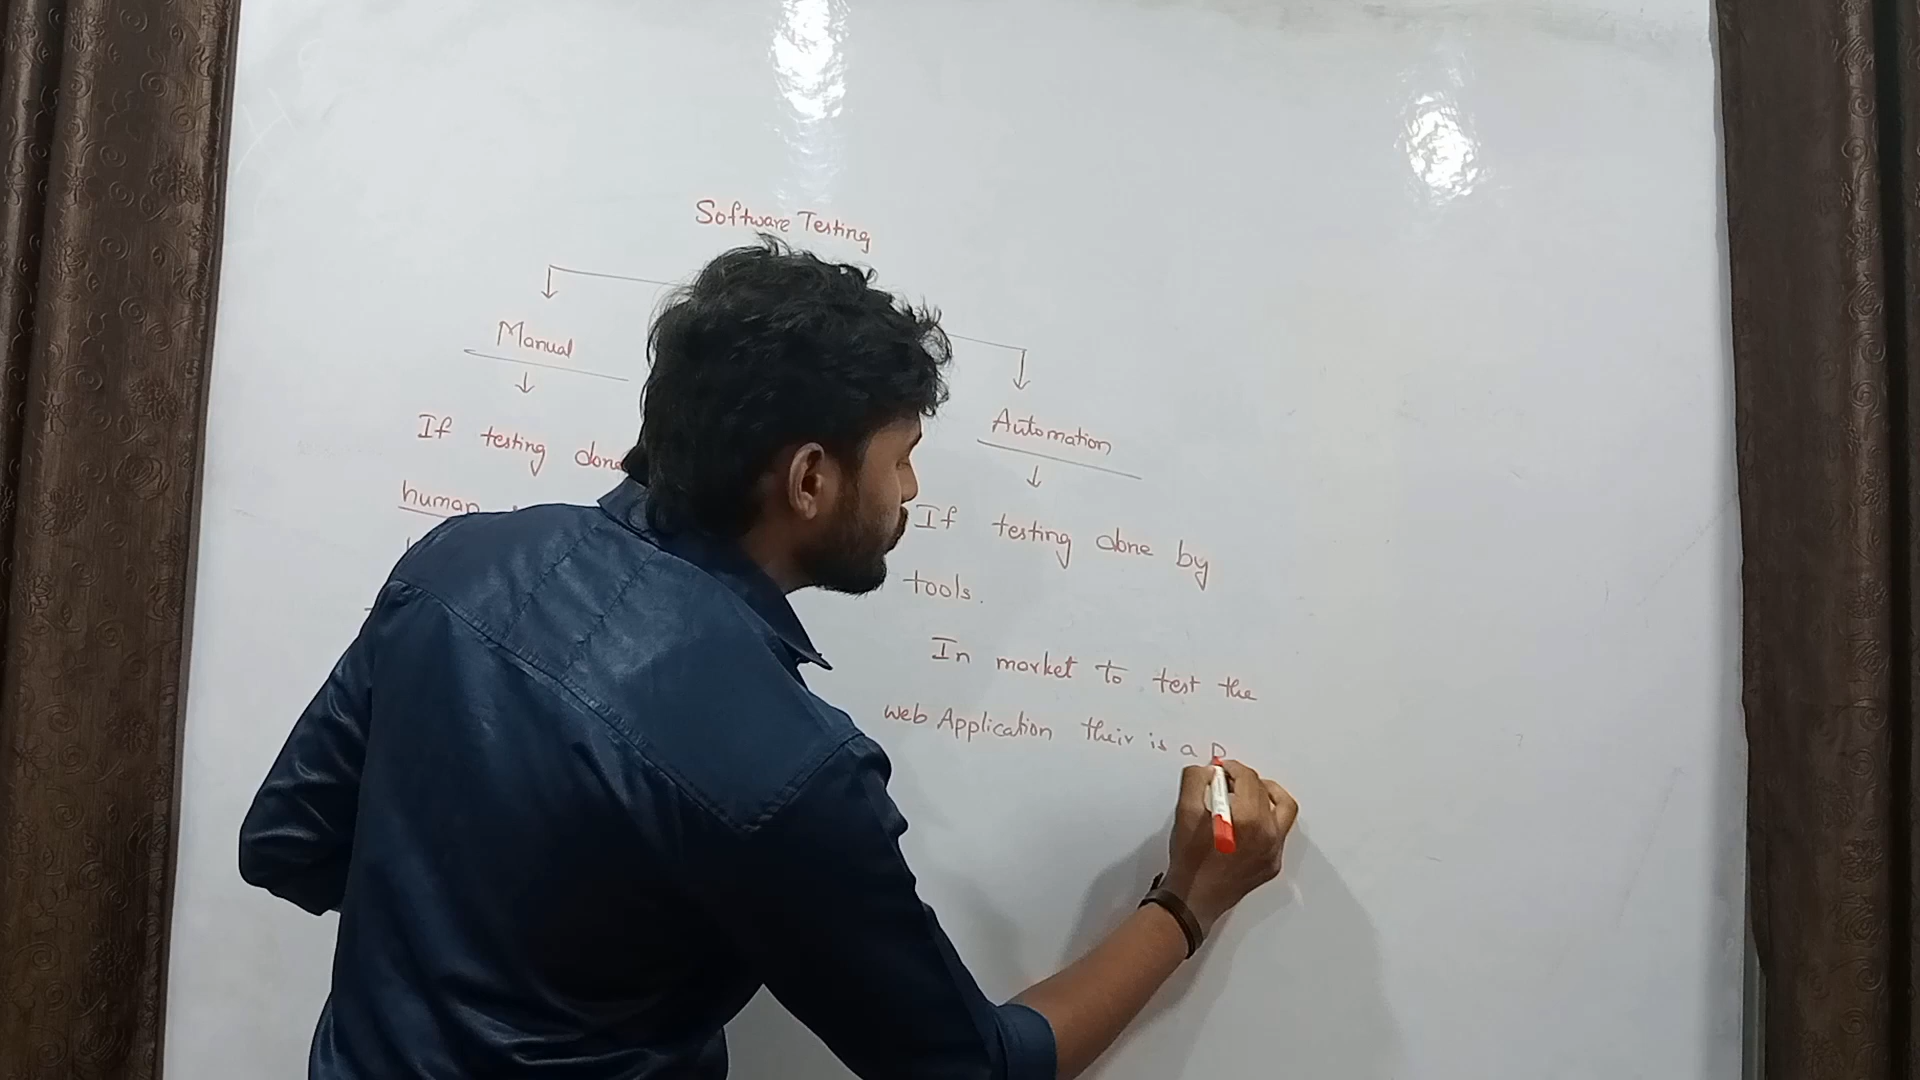 Software Testing
Manual
If testing done
human
Automation
If testing done by
tools.
In market to test the
web Application their is a